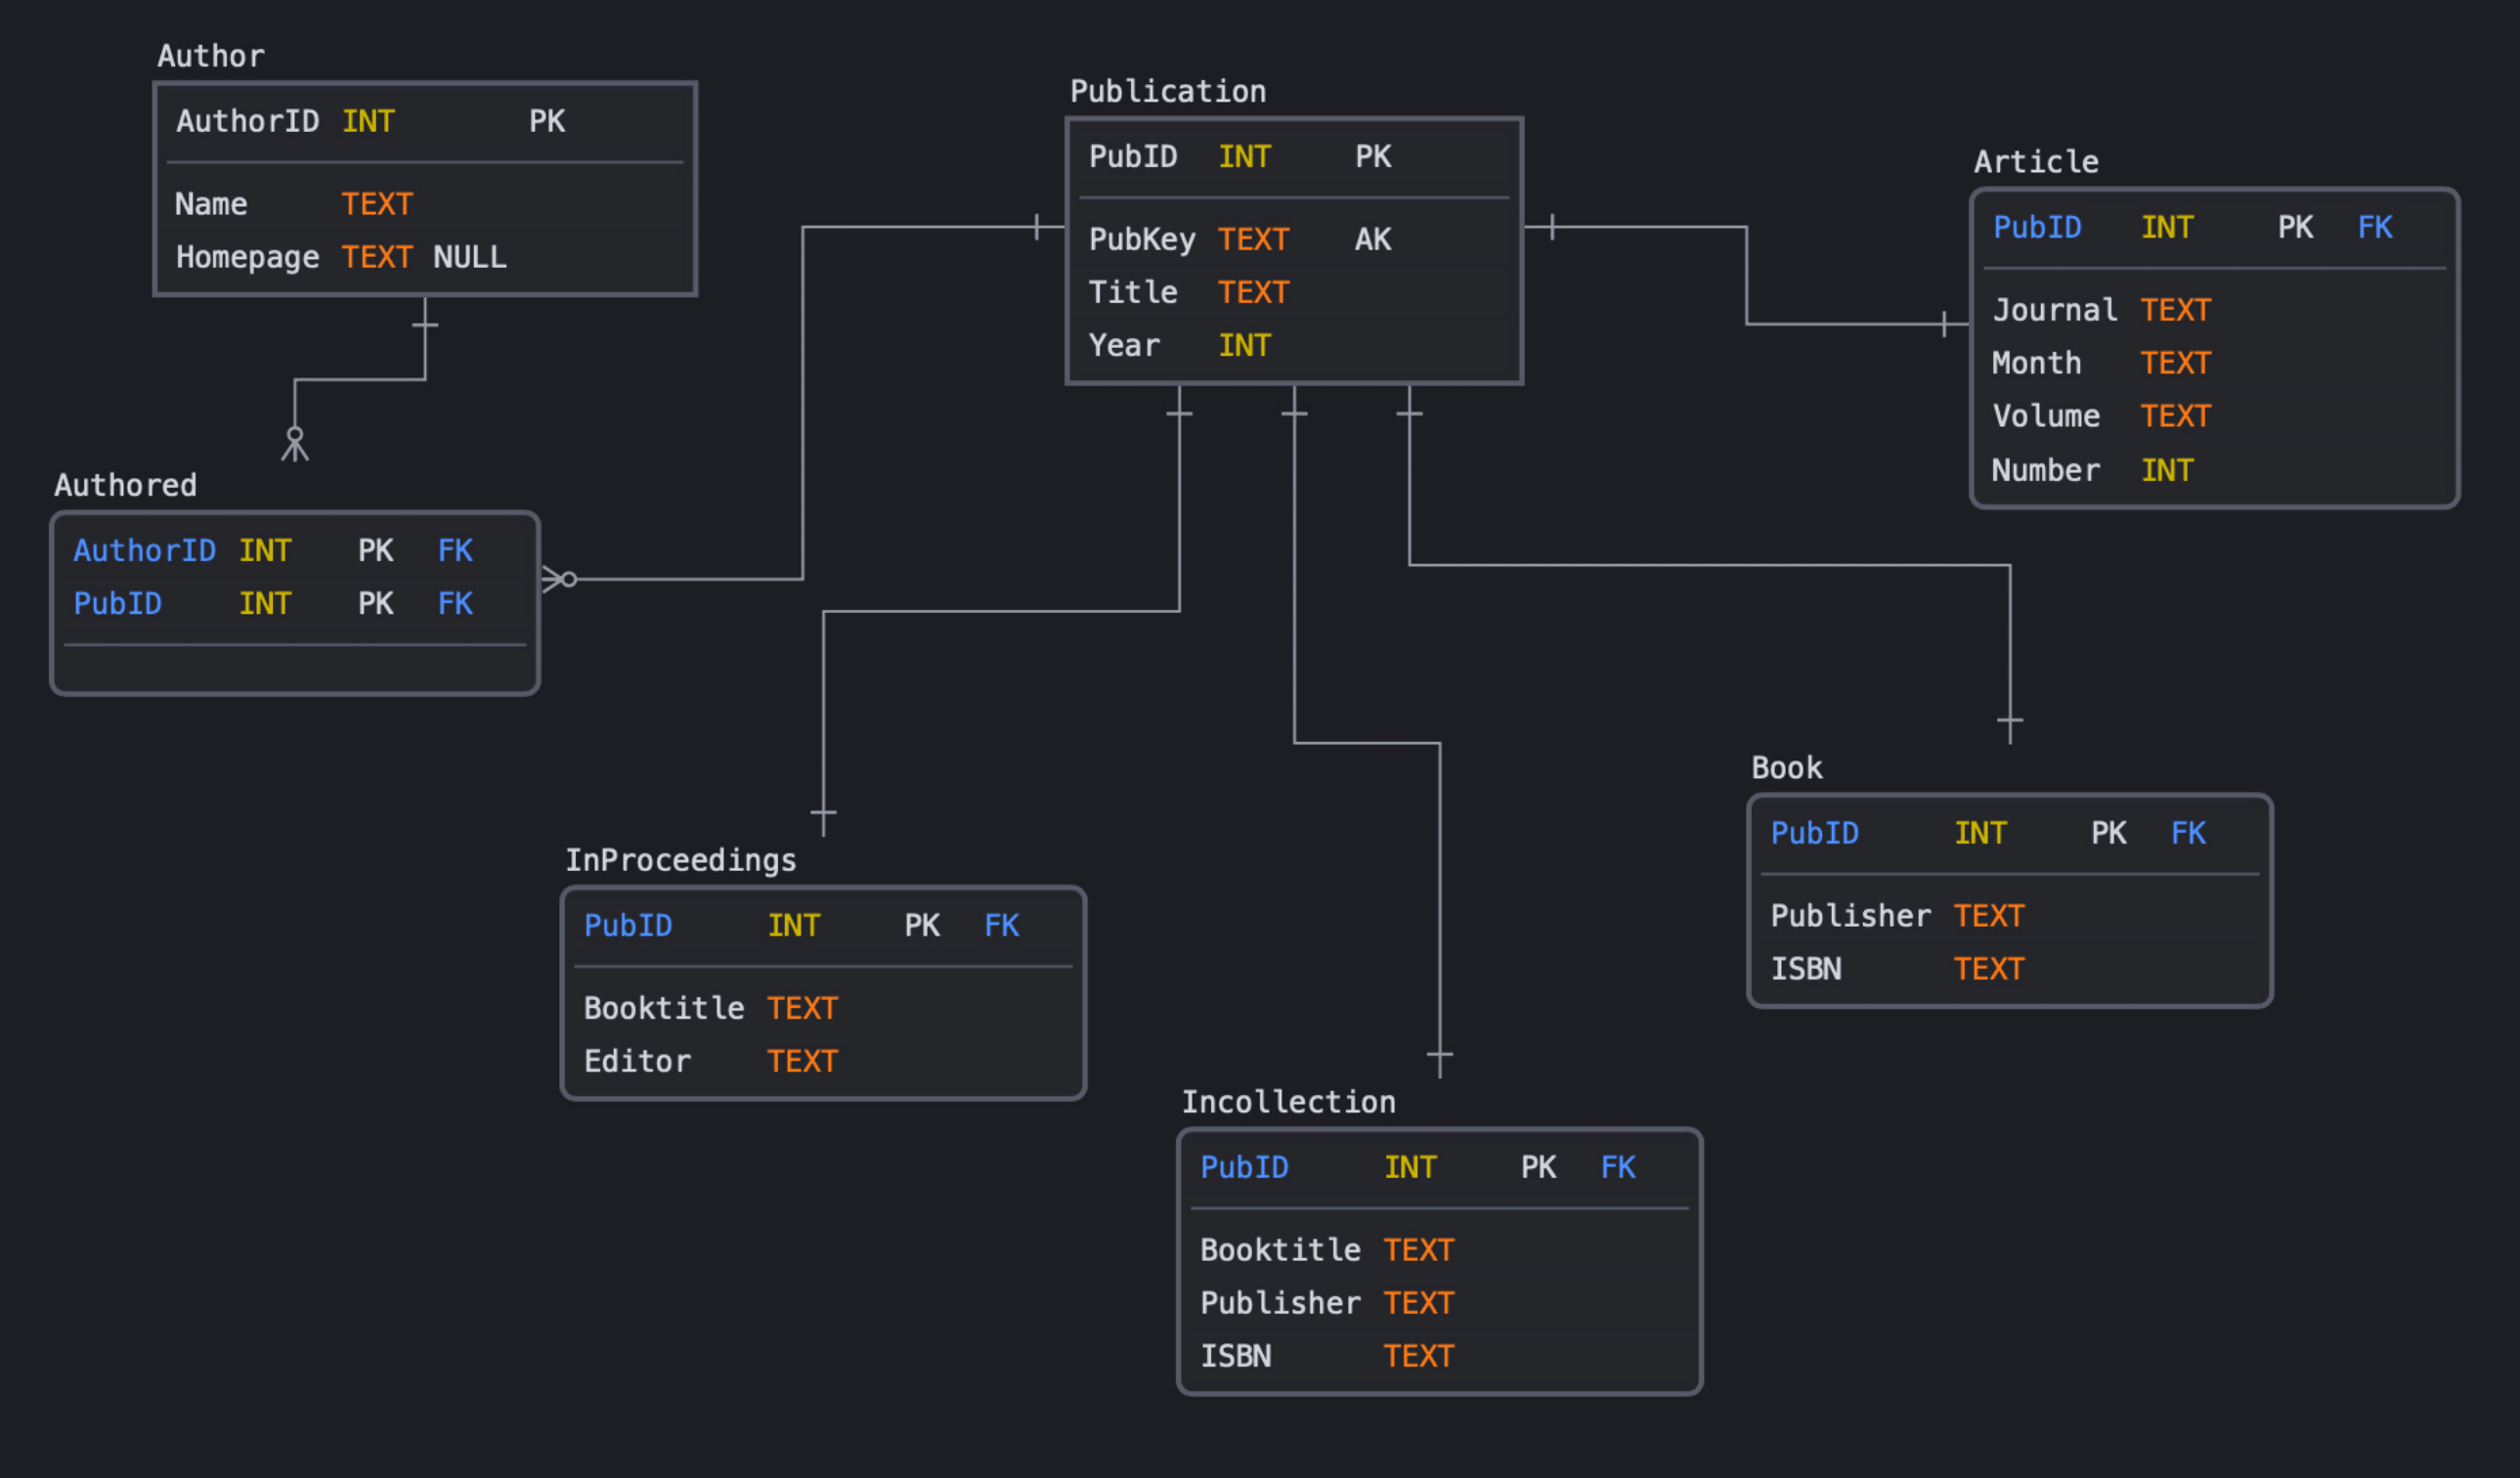 Author
AuthorID INT PK
Name TEXT
Homepage TEXT NULL
Publication
PubID INT PK
PubKey TEXT AK
Title TEXT
Year INT
Article
PubID INT PK FK
Journal TEXT
Month TEXT
Volume TEXT
Number INT
Authored
AuthorID INT PK FK
PubID INT PK FK
InProceedings
PubID INT PK FK
Booktitle TEXT
Editor TEXT
Book
PubID INT PK FK
Publisher TEXT
ISBN TEXT
Incollection
PubID INT PK FK
Booktitle TEXT
Publisher TEXT
ISBN TEXT